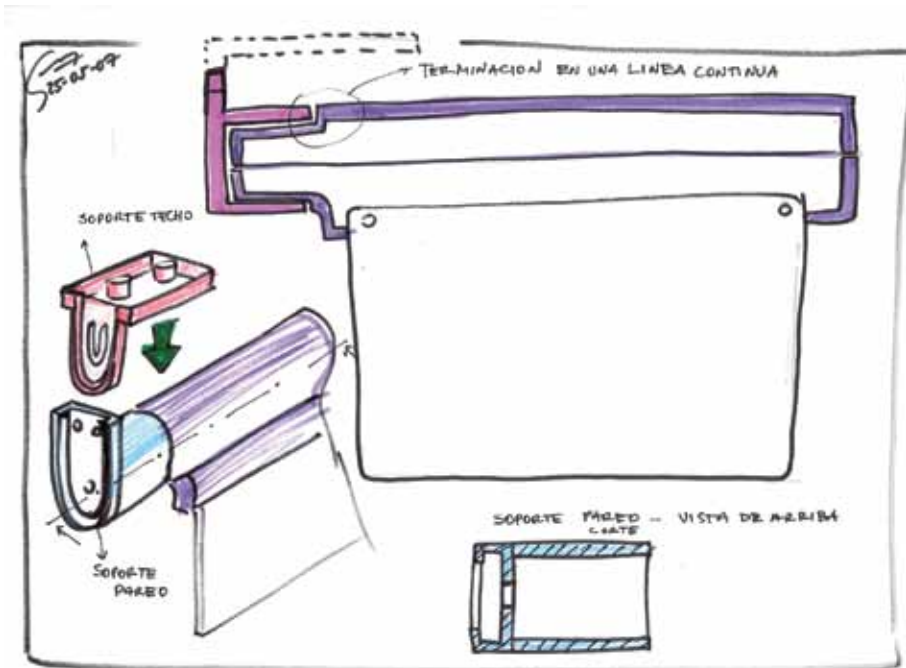 25-05-07
TERMINACION EN UNA LINEA CONTINUA
SOPORTE TECHO
SOPORTE PARED - VISTA DE ARRIBA
CORTE
SOPORTE
PARED